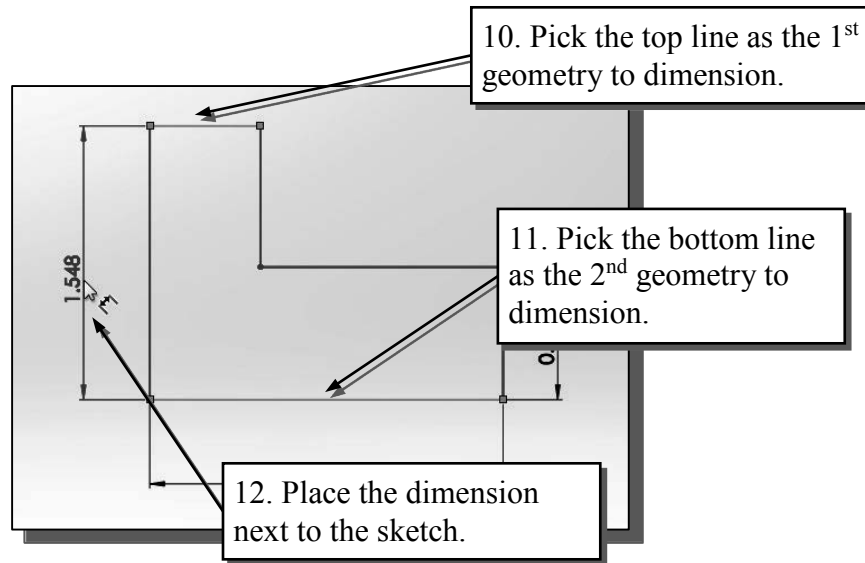 10. Pick the top line as the 1st
geometry to dimension.
11. Pick the bottom line
as the 2nd geometry to
dimension.
1.548
0.
12. Place the dimension
next to the sketch.